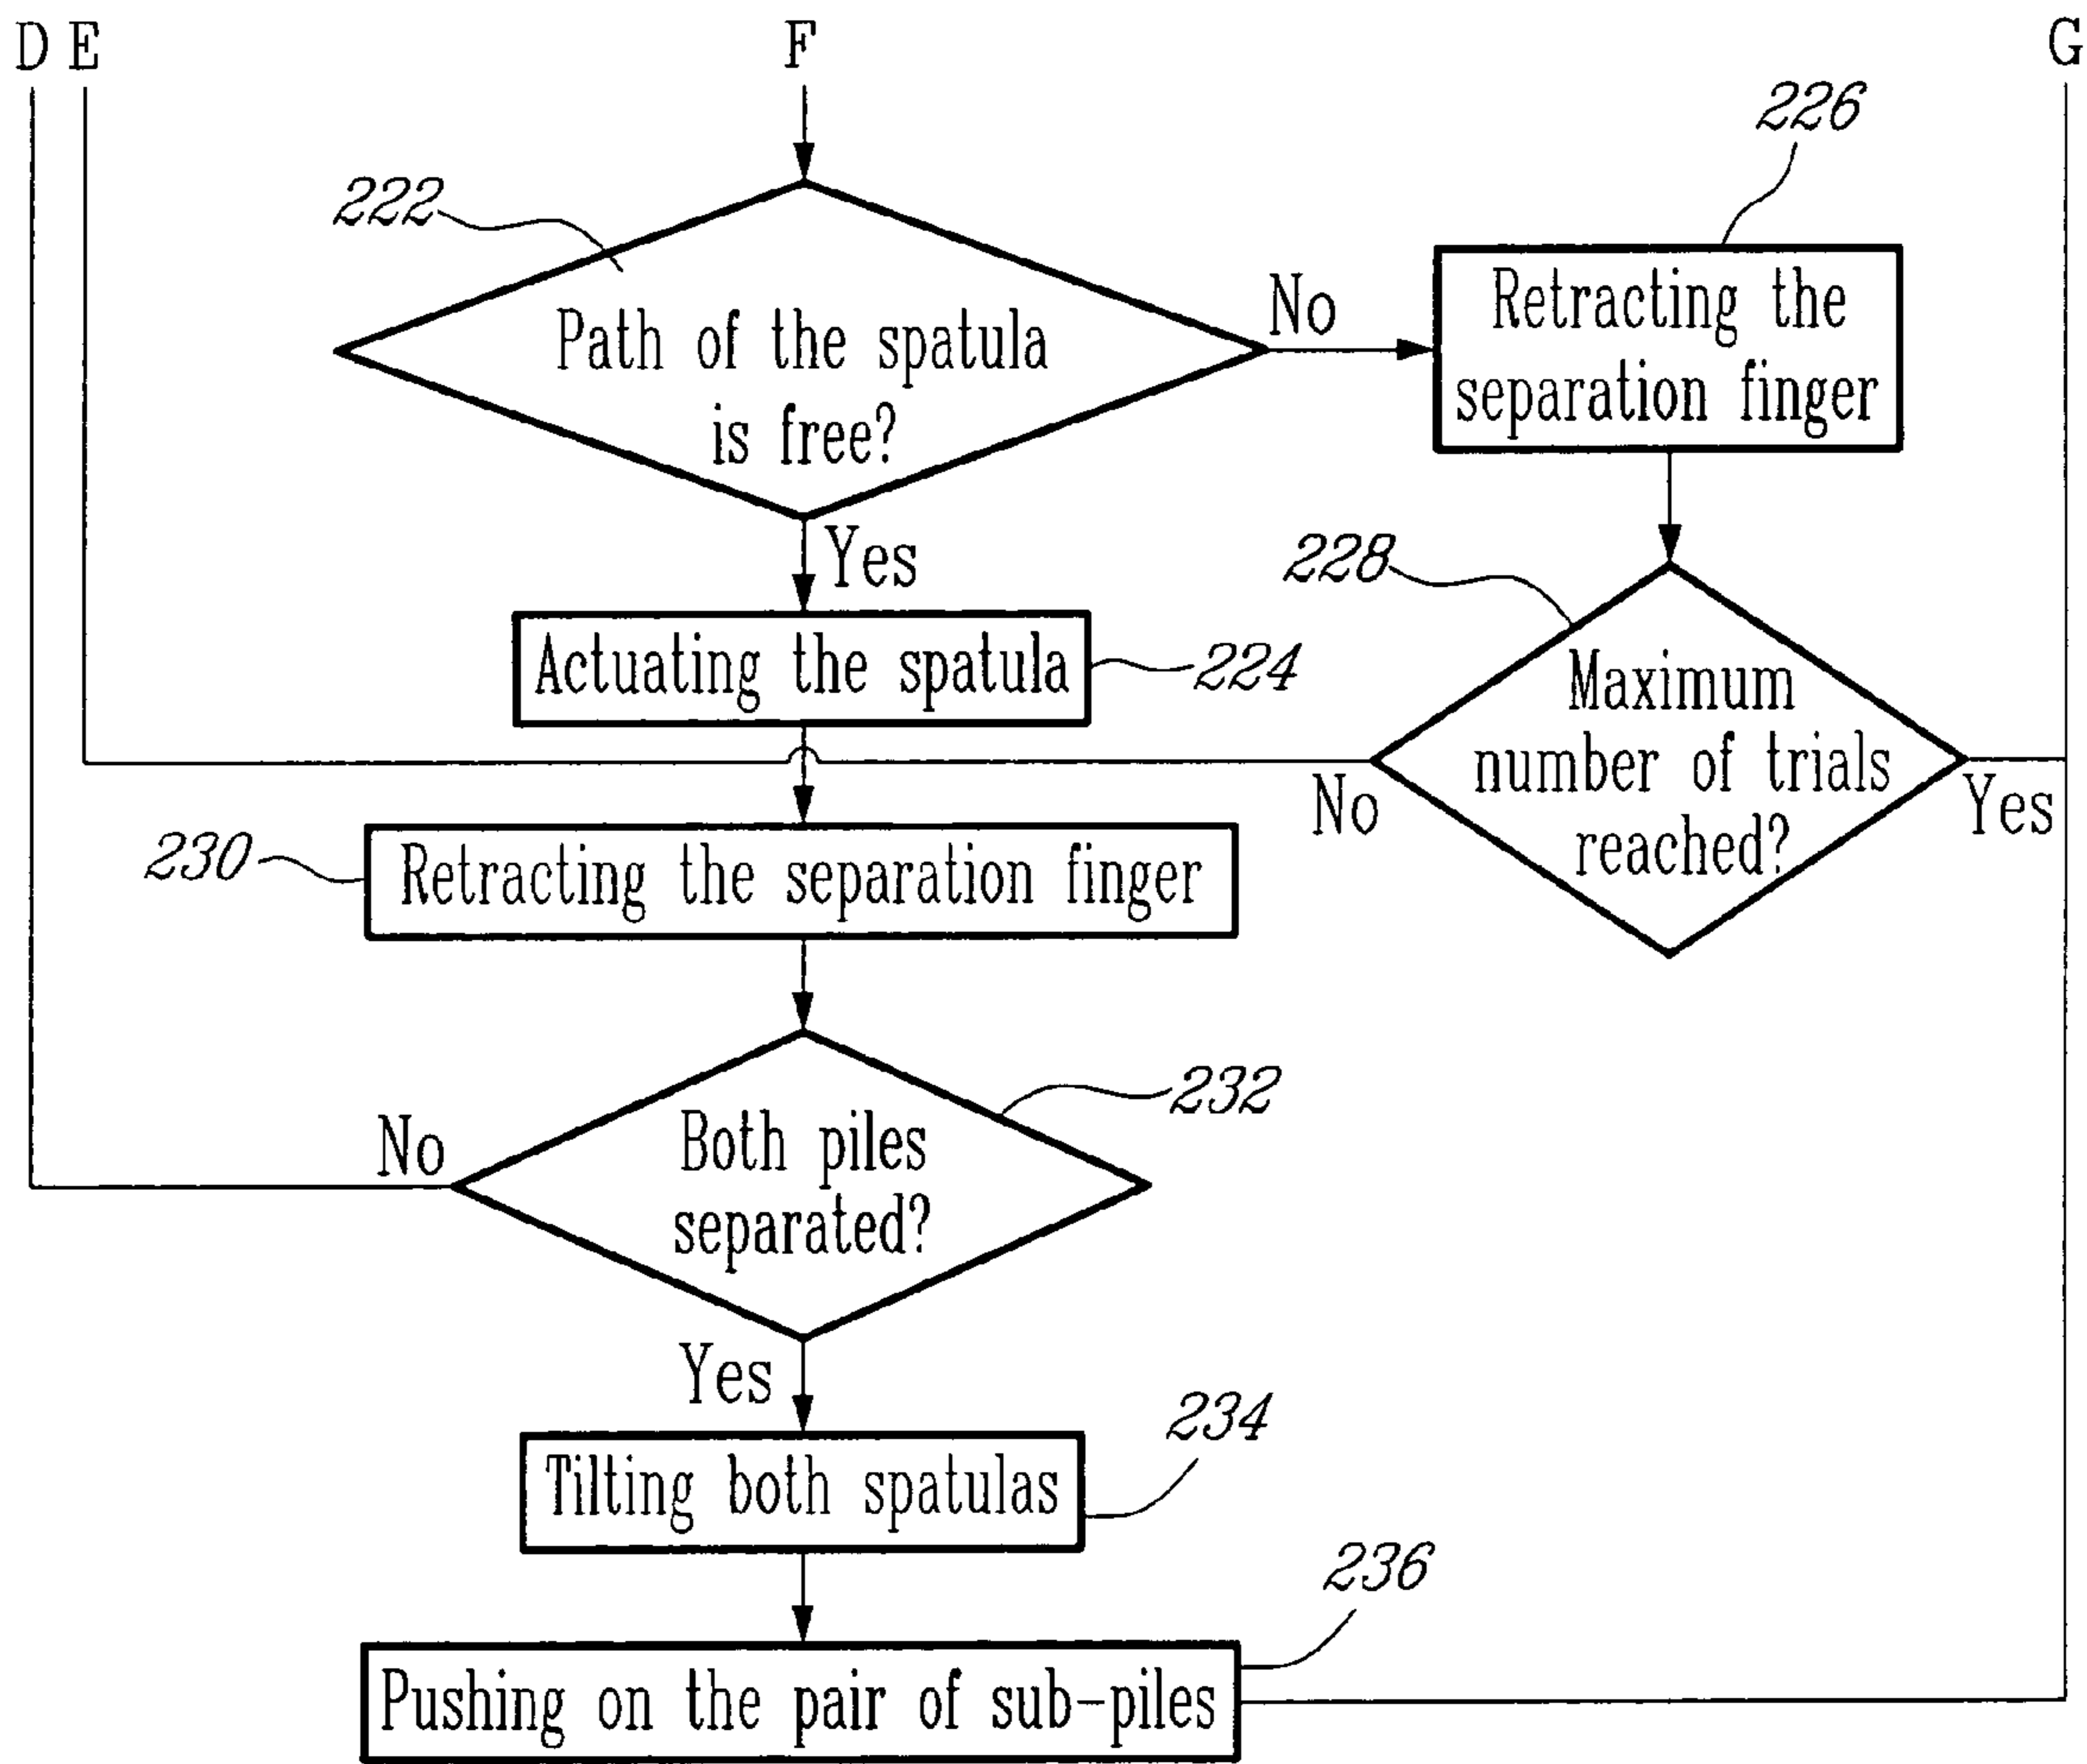 D E F G
222
226
Path of the spatula
is free?
No
Retracting the
separation finger
Yes
228
Actuating the spatula
224
Maximum
number of trials
reached?
No
Yes
230
Retracting the separation finger
232
No
Both piles
separated?
Yes
234
Tilting both spatulas
236
Pushing on the pair of sub-piles